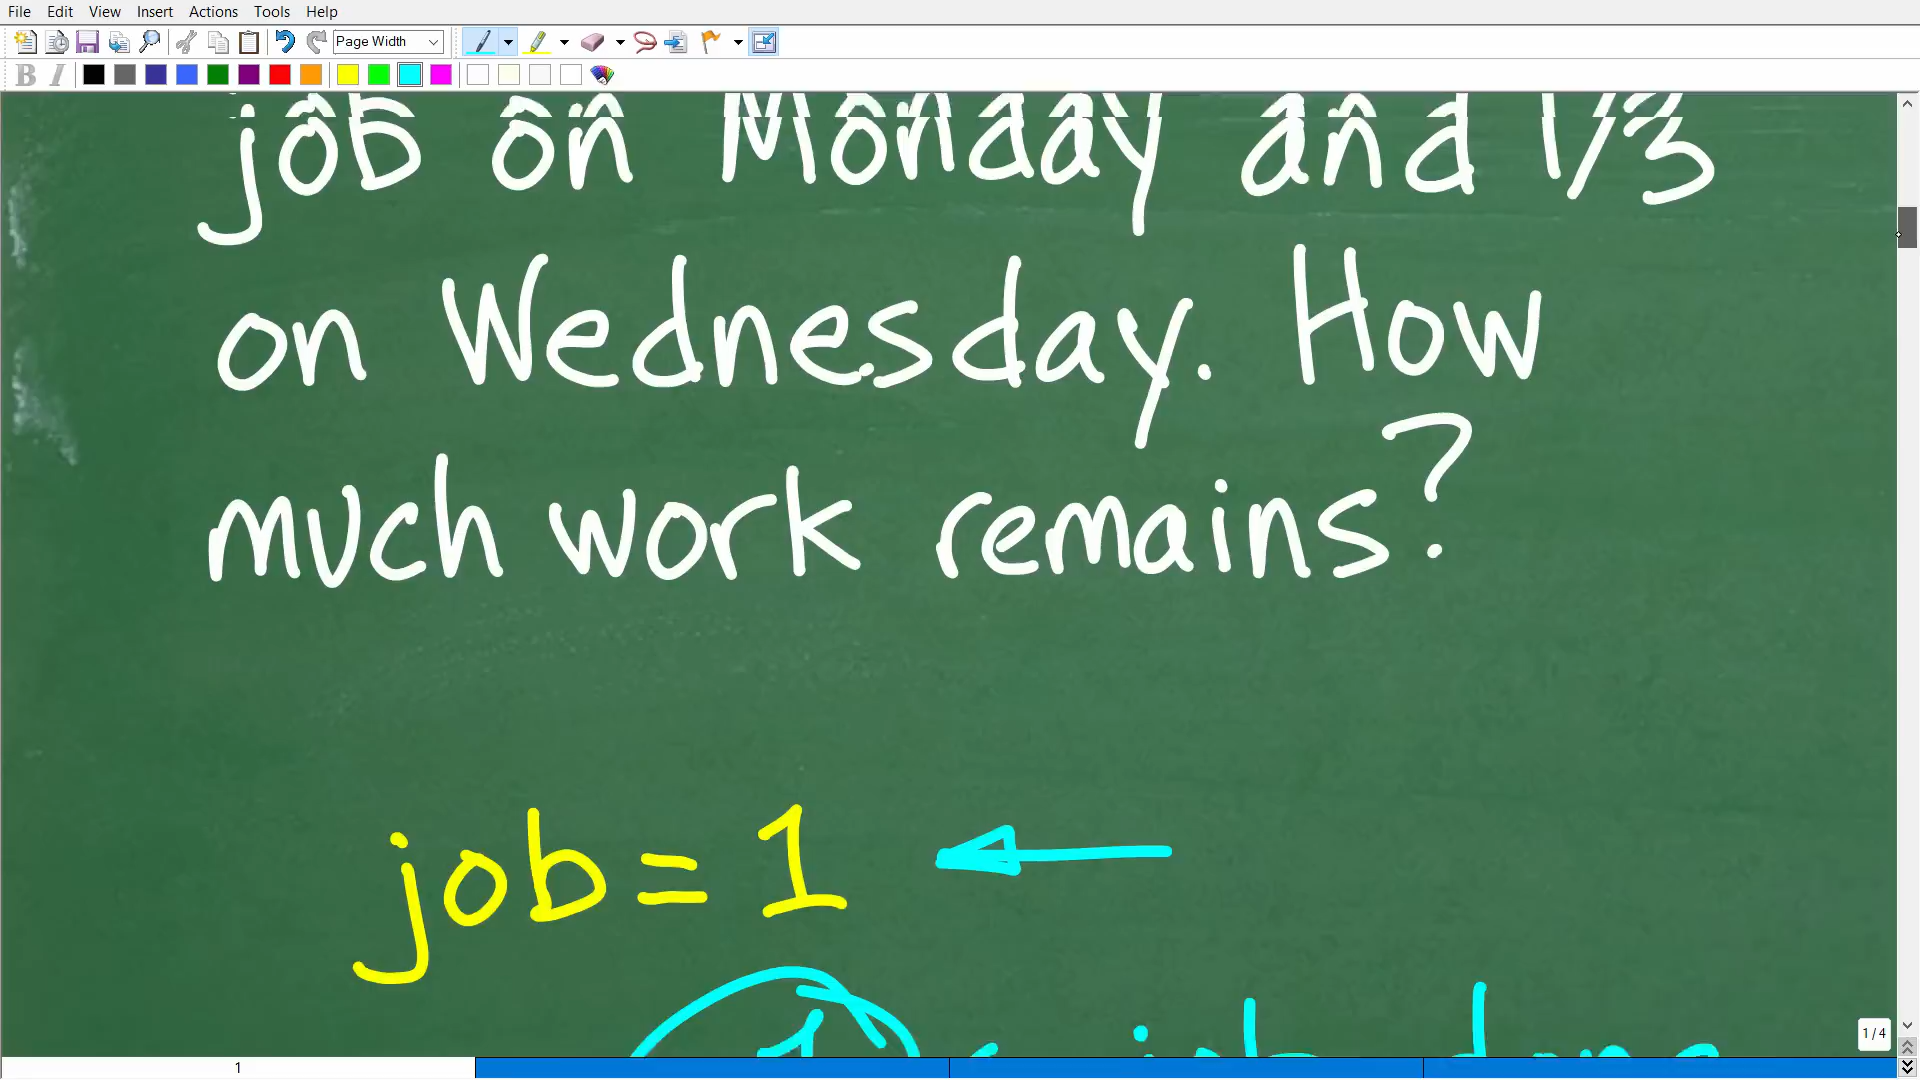 File Edit View Insert Actions Tools Help
Page Width
B I
job on Monday and 1/3
on Wednesday. How
much work remains?
job = 1
1/4
1